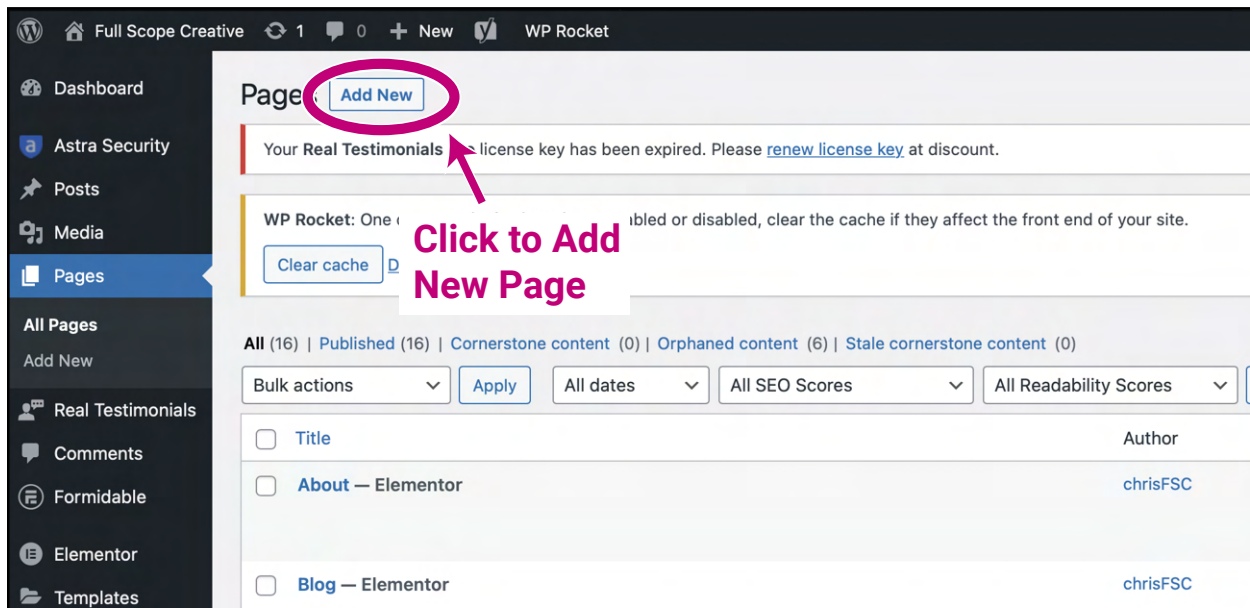 Full Scope Creative 1 0 + New WP Rocket
Dashboard
Astra Security
Posts
Media
Pages
All Pages
Add New
Real Testimonials
Comments
Formidable
Elementor
Templates
Pages Add New
Your Real Testimonials license key has been expired. Please renew license key at discount.
WP Rocket: One abled or disabled, clear the cache if they affect the front end of your site.
Clear cache D
Click to Add
New Page
All (16) | Published (16) | Cornerstone content (0) | Orphaned content (6) | Stale cornerstone content (0)
Bulk actions Apply All dates All SEO Scores All Readability Scores
Title Author
About — Elementor chrisFSC
Blog — Elementor chrisFSC